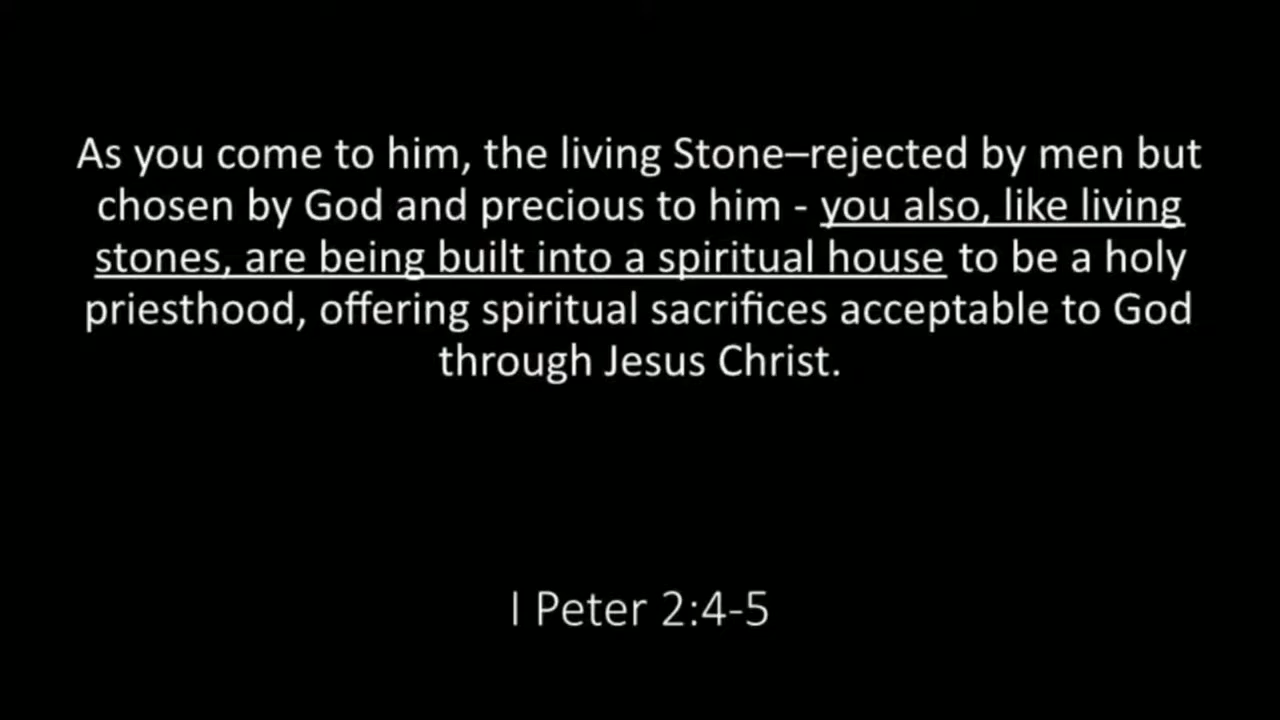 As you come to him, the living Stone–rejected by men but
chosen by God and precious to him - you also, like living
stones, are being built into a spiritual house to be a holy
priesthood, offering spiritual sacrifices acceptable to God
through Jesus Christ.
I Peter 2:4-5